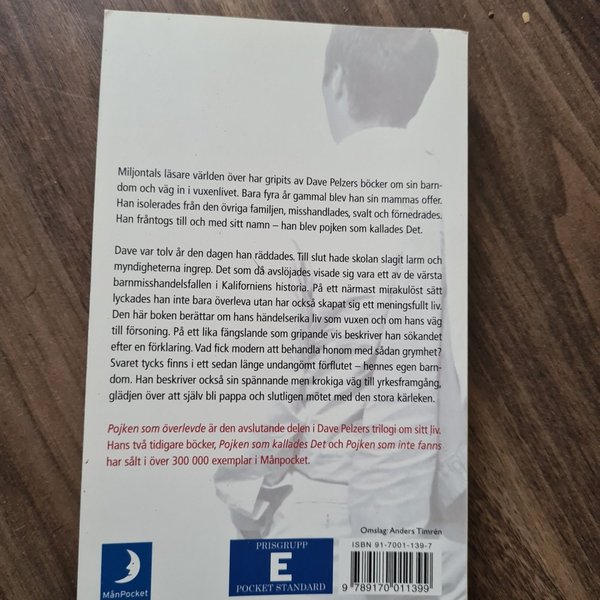 Miljontals läsare världen över har gripits av Dave Pelzers böcker om sin barn-
dom och väg in i vuxenlivet. Bara fyra år gammal blev han sin mammas offer.
Han isolerades från den övriga familjen, misshandlades, svalt och förnedrades.
Han fråntogs till och med sitt namn – han blev pojken som kallades Det.
Dave var tolv år den dagen han räddades. Till slut hade skolan slagit larm och
myndigheterna ingrep. Det som då avslöjades visade sig vara ett av de värsta
barnmisshandelsfallen i Kaliforniens historia. På ett närmast mirakulöst sätt
lyckades han inte bara överleva utan har också skapat sig ett meningsfullt liv.
Den här boken berättar om hans händelserika liv som vuxen och om hans väg
till försoning. På ett lika fängslande som gripande vis beskriver han sökandet
efter en förklaring. Vad fick modern att behandla honom med sådan grymhet?
Svaret tycks finns i ett sedan länge undangömt förflutet – hennes egen barn-
dom. Han beskriver också sin spännande men krokiga väg till yrkesframgång,
glädjen över att själv bli pappa och slutligen mötet med den stora kärleken.
Pojken som överlevde är den avslutande delen i Dave Pelzers trilogi om sitt liv.
Hans två tidigare böcker, Pojken som kallades Det och Pojken som inte fanns
har sålt i över 300 000 exemplar i Månpocket.
Omslag: Anders Timrén
ISBN 91-7001-139-7
PRISGRUPP
E
POCKET STANDARD
MånPocket
9 789170 011399